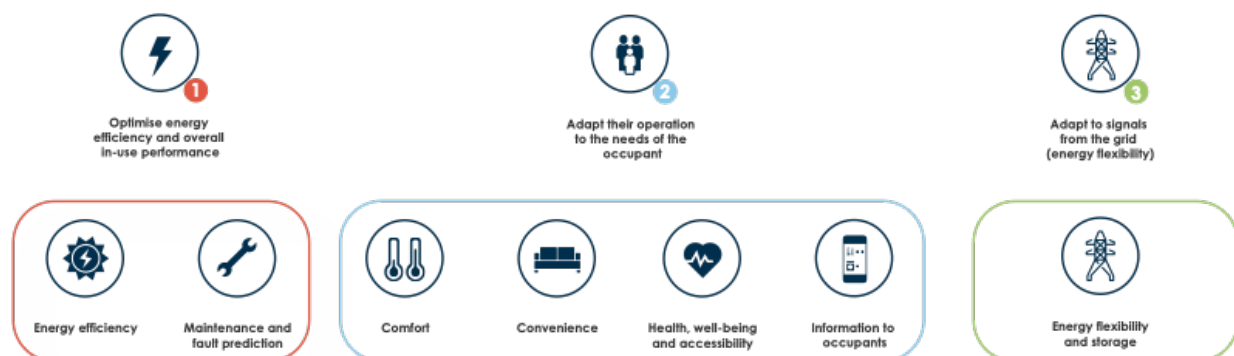 1
Optimise energy
efficiency and overall
in-use performance
2
Adapt their operation
to the needs of the
occupant
3
Adapt to signals
from the grid
(energy flexibility)
Energy efficiency
Maintenance and
fault prediction
Comfort
Convenience
Health, well-being
and accessibility
Information to
occupants
Energy flexibility
and storage